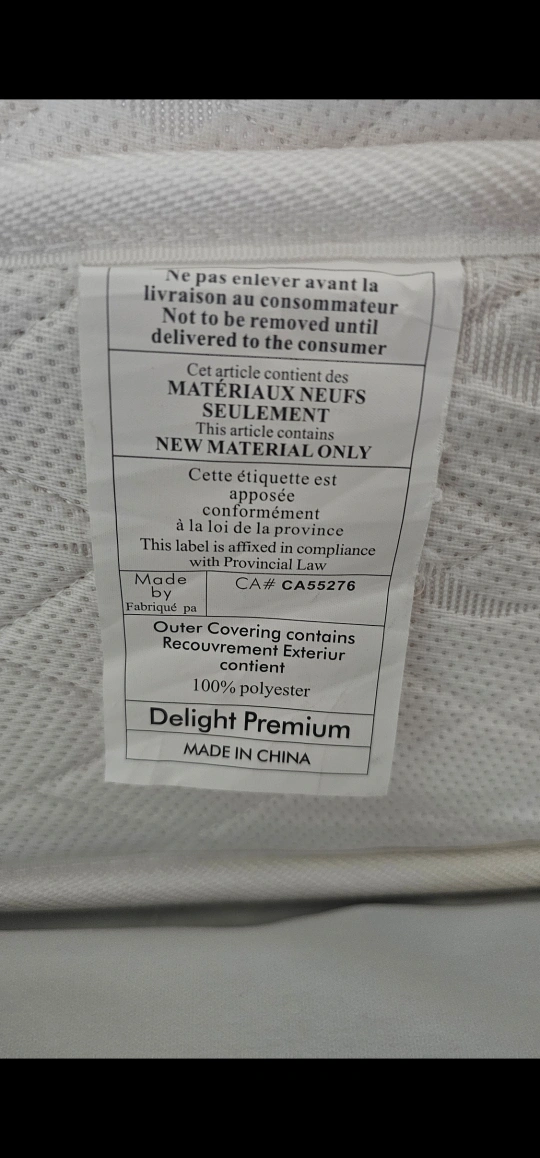 Ne pas enlever avant la
livraison au consommateur
Not to be removed until
delivered to the consumer
Cet article contient des
MATÉRIAUX NEUFS
SEULEMENT
This article contains
NEW MATERIAL ONLY
Cette étiquette est
apposée
conformément
à la loi de la province
This label is affixed in compliance
with Provincial Law
Made
by
Fabriqué pa
CA# CA55276
Outer Covering contains
Recouvrement Exteriur
contient
100% polyester
Delight Premium
MADE IN CHINA